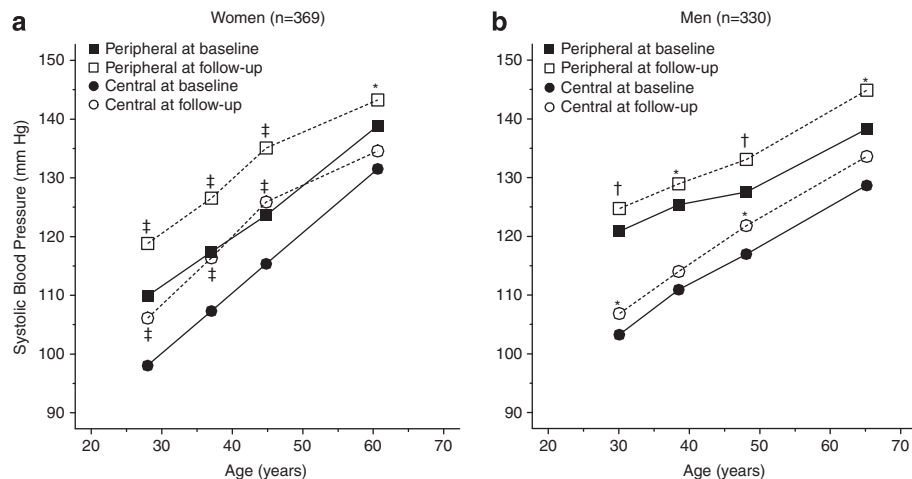 a
Women (n=369)
Peripheral at baseline
Peripheral at follow-up
Central at baseline
Central at follow-up
Systolic Blood Pressure (mm Hg)
150
140
130
120
110
100
90
‡
‡
‡
*
‡
‡
‡
20 30 40 50 60 70
Age (years)
b
Men (n=330)
Peripheral at baseline
Peripheral at follow-up
Central at baseline
Central at follow-up
150
140
130
120
110
100
90
†
*
†
*
*
*
20 30 40 50 60 70
Age (years)